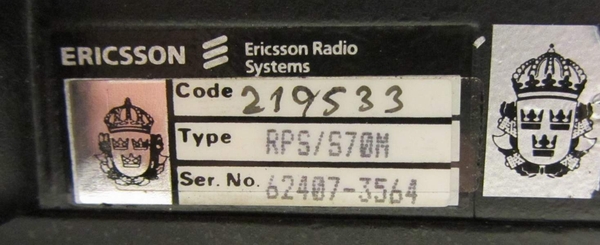 ERICSSON Ericsson Radio
Systems
Code 219533
Type RPS/S70M
Ser. No. 62407-3564